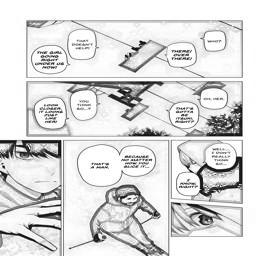 WHO?
THERE!
OVER
THERE!
THAT
DOESN'T
HELP!
THE GIRL
GOING
RIGHT
UNDER US
NOW!
OH, HER.
THAT'S
GOTTA
BE
RIGHT?
YOU
THINK
SO...?
LOOK
CLOSER.
IT LOOKS
JUST
LIKE
HER!
WELL...
I DON'T
REALLY
THINK
SO.
I
KNOW,
RIGHT?
BECAUSE
NO MATTER
HOW YOU
SLICE IT...
THAT'S
A MAN.